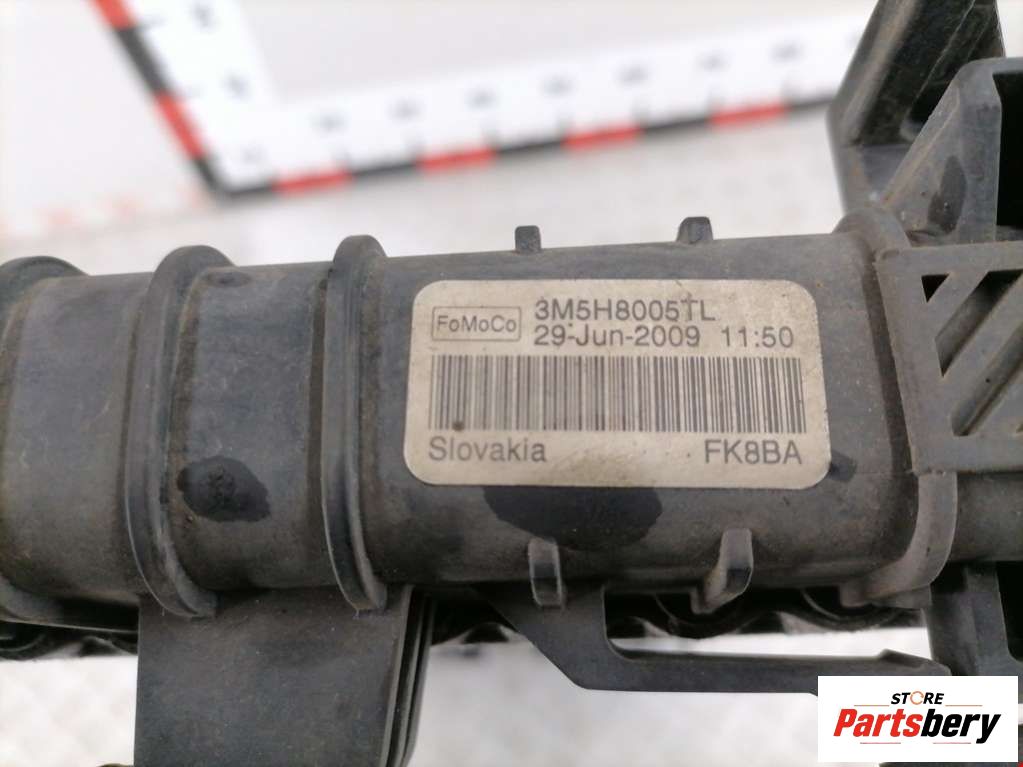 FoMoCo
3M5H8005TL
29-Jun-2009 11:50
Slovakia FK8BA
STORE
Partsbery